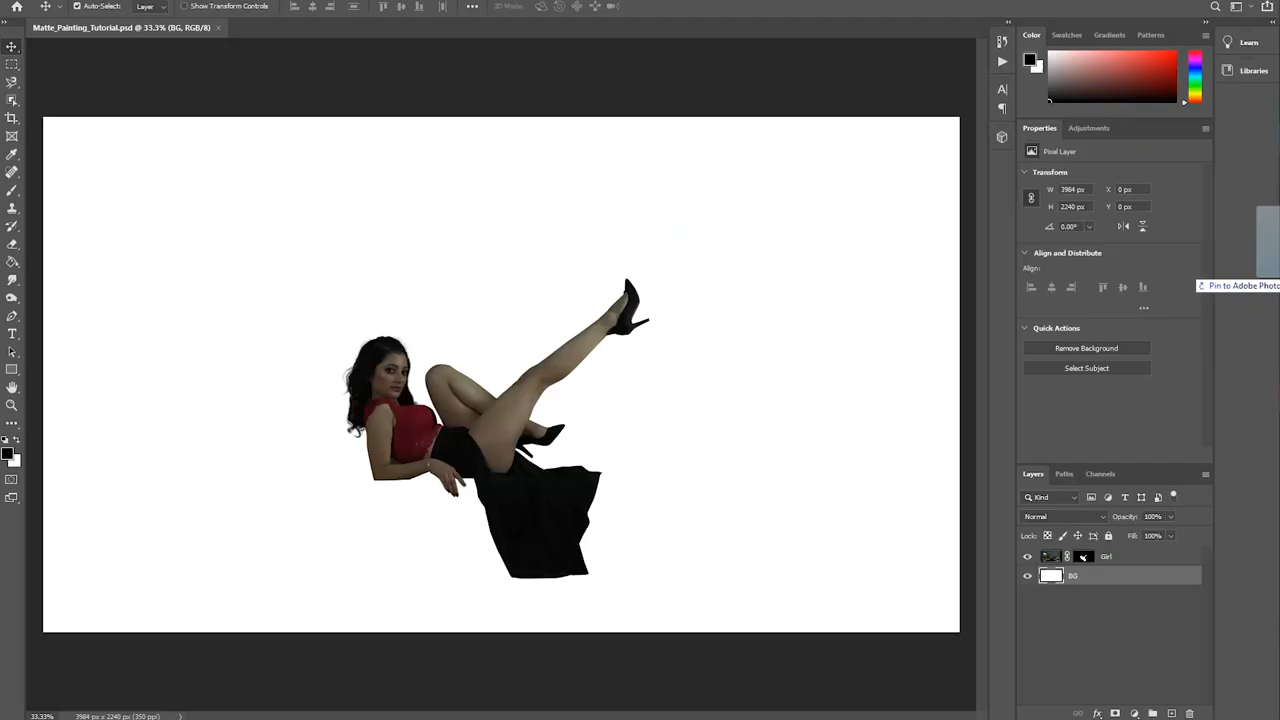 Auto-Select: Layer Show Transform Controls 3D Mode:
Matte_Painting_Tutorial.psd @ 33.3% (BG, RGB/8)
Color Swatches Gradients Patterns
Learn
Libraries
Properties Adjustments
Pixel Layer
Transform
W 3984 px X 0 px
H 2240 px Y 0 px
0.00°
Align and Distribute
Align:
Pin to Adobe Photo
Quick Actions
Remove Background
Select Subject
Layers Paths Channels
Kind
Normal Opacity: 100%
Lock: Fill: 100%
Girl
BG
33.33% 3984 px x 2240 px (350 ppi)